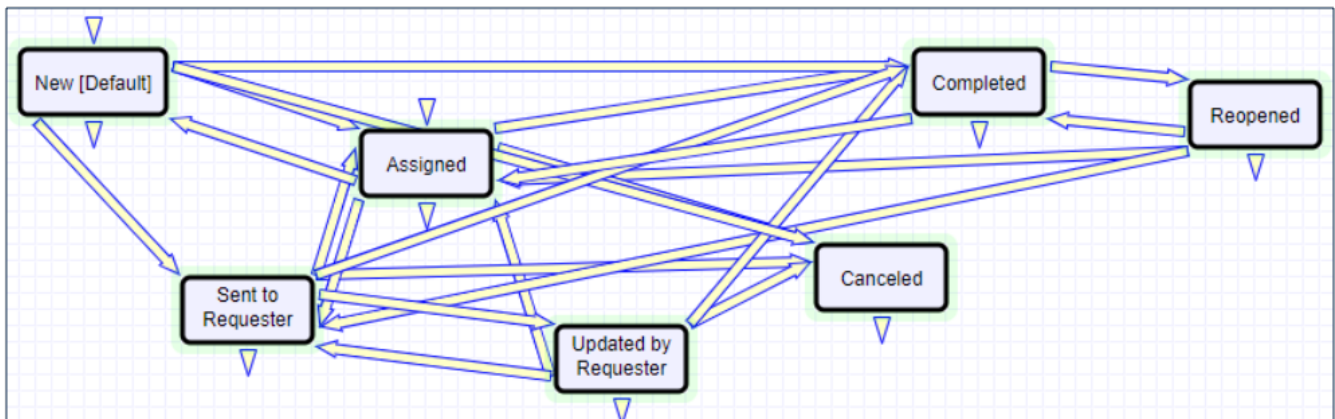 New [Default]
Completed
Reopened
Assigned
Sent to
Requester
Canceled
Updated by
Requester